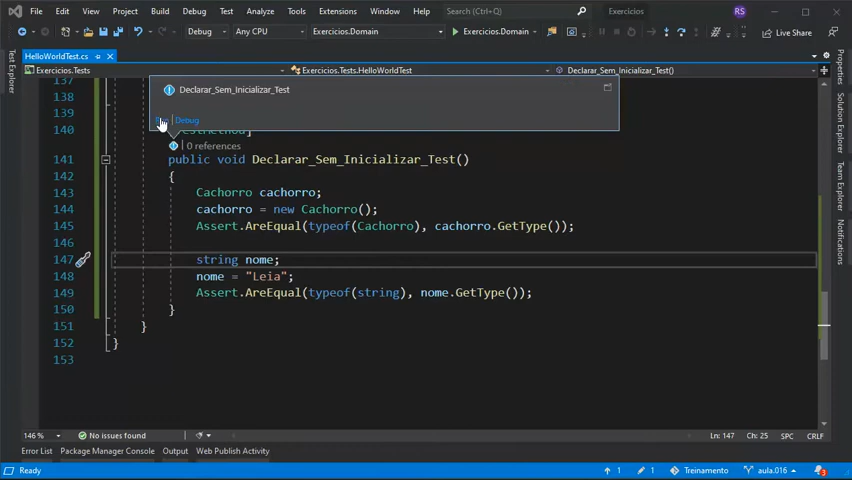 File Edit View Git Project Build Debug Test Analyze Tools Extensions Window Help Search (Ctrl+Q) Exercicios RS
Debug Any CPU Exercicios.Domain Exercicios.Domain Live Share
HelloWorldTest.cs
Exercicios.Tests Exercicios.Tests.HelloWorldTest Declarar_Sem_Inicializar_Test()
Test Explorer
Solution Explorer
Team Explorer
Notifications
137
Declarar_Sem_Inicializar_Test
138
139
Debug
140
0 references
141 public void Declarar_Sem_Inicializar_Test()
142 {
143 Cachorro cachorro;
144 cachorro = new Cachorro();
145 Assert.AreEqual(typeof(Cachorro), cachorro.GetType());
146
147 string nome;
148 nome = "Leia";
149 Assert.AreEqual(typeof(string), nome.GetType());
150 }
151 }
152 }
153
146 % No issues found Ln: 147 Ch: 25 SPC CRLF
Error List Package Manager Console Output Web Publish Activity
Ready 1 1 Treinamento aula.016 3